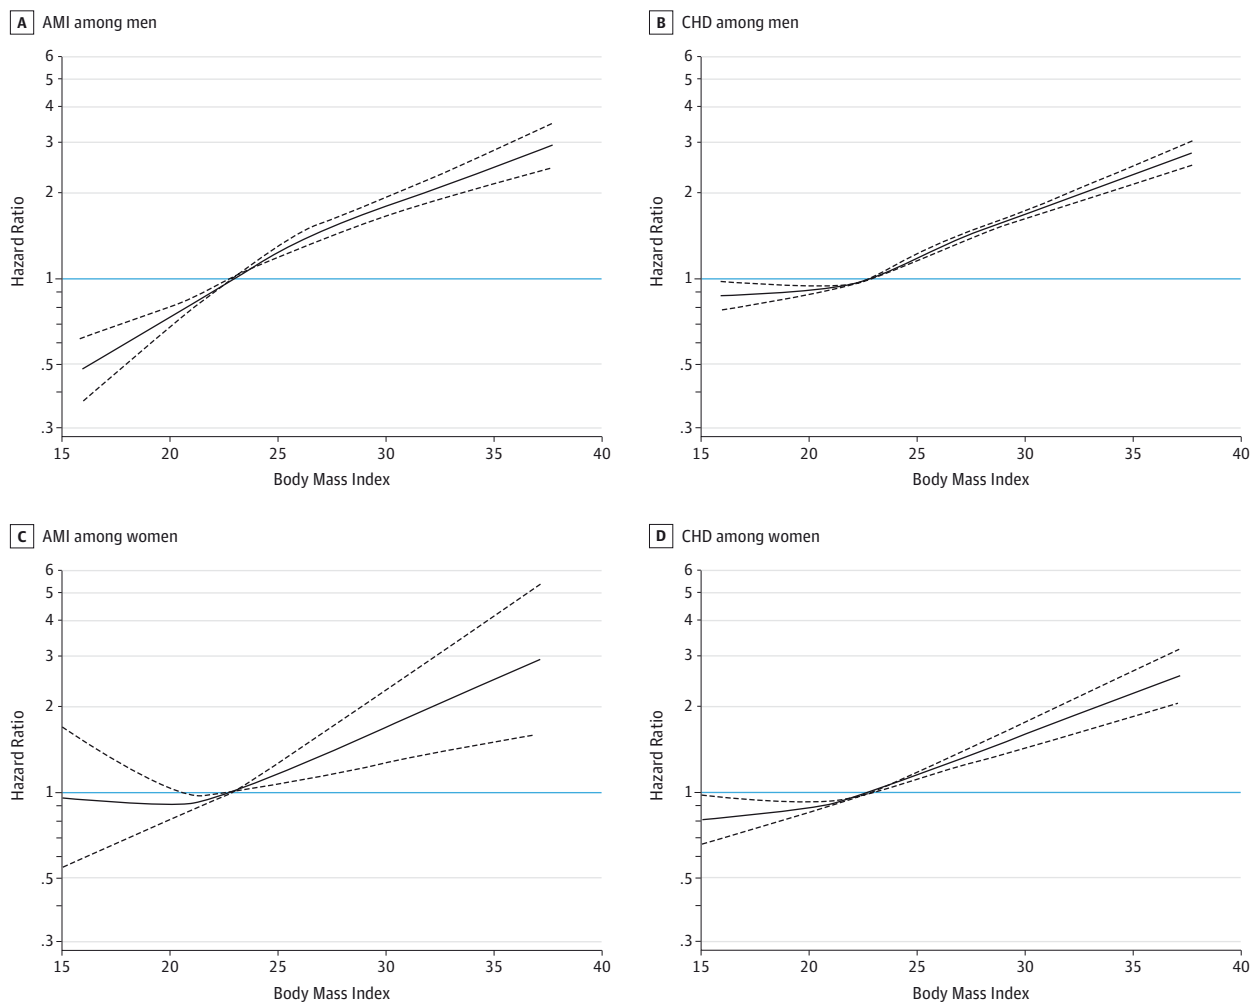 A AMI among men
6
5
4
3
2
1
.5
.3
Hazard Ratio
15 20 25 30 35 40
Body Mass Index
B CHD among men
6
5
4
3
2
1
.5
.3
Hazard Ratio
15 20 25 30 35 40
Body Mass Index
C AMI among women
6
5
4
3
2
1
.5
.3
Hazard Ratio
15 20 25 30 35 40
Body Mass Index
D CHD among women
6
5
4
3
2
1
.5
.3
Hazard Ratio
15 20 25 30 35 40
Body Mass Index